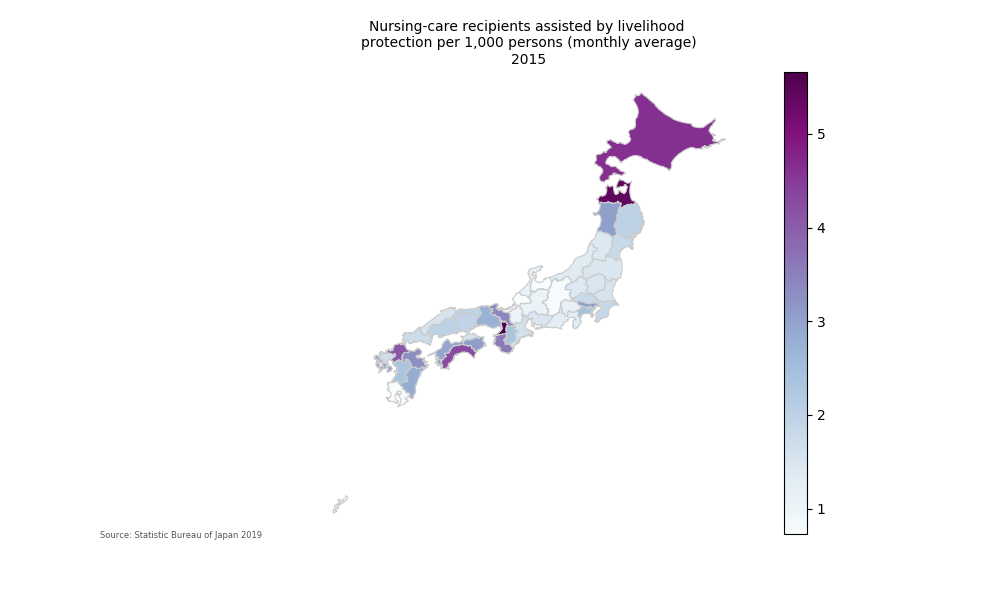 Nursing-care recipients assisted by livelihood
protection per 1,000 persons (monthly average)
2015
5
4
3
2
1
Source: Statistic Bureau of Japan 2019